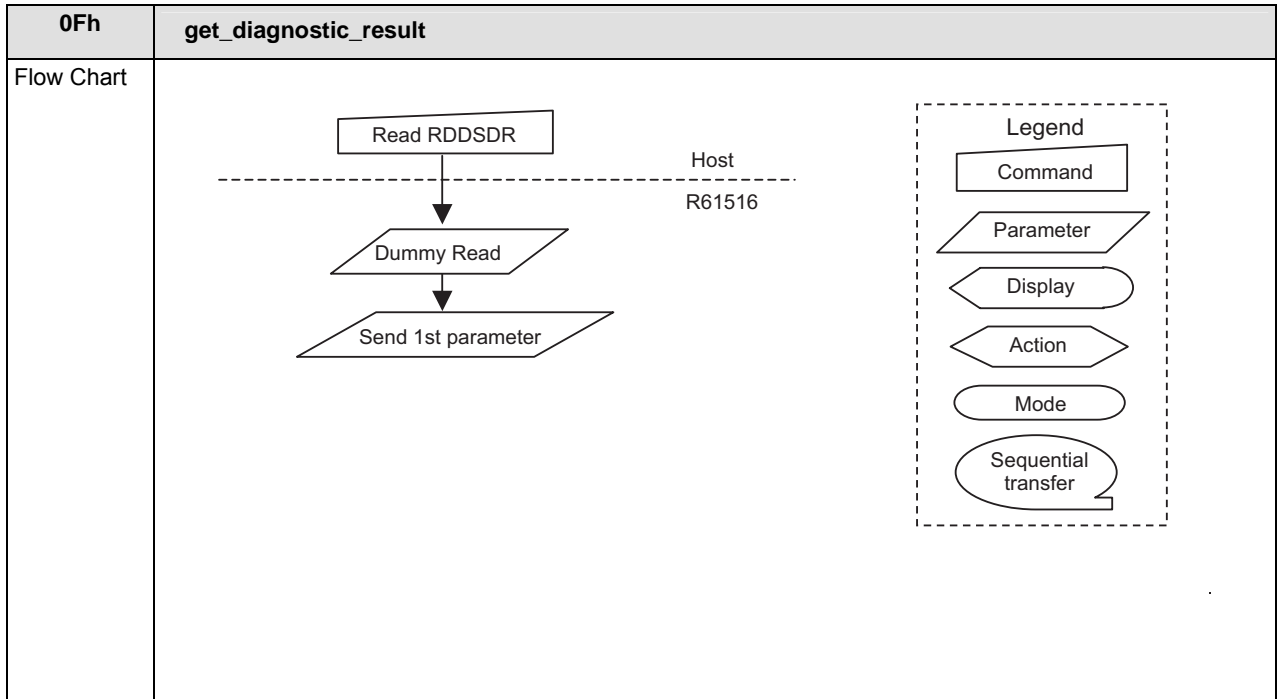 0Fh get_diagnostic_result
Flow Chart
Read RDDSDR
Host
R61516
Dummy Read
Send 1st parameter
Legend
Command
Parameter
Display
Action
Mode
Sequential
transfer